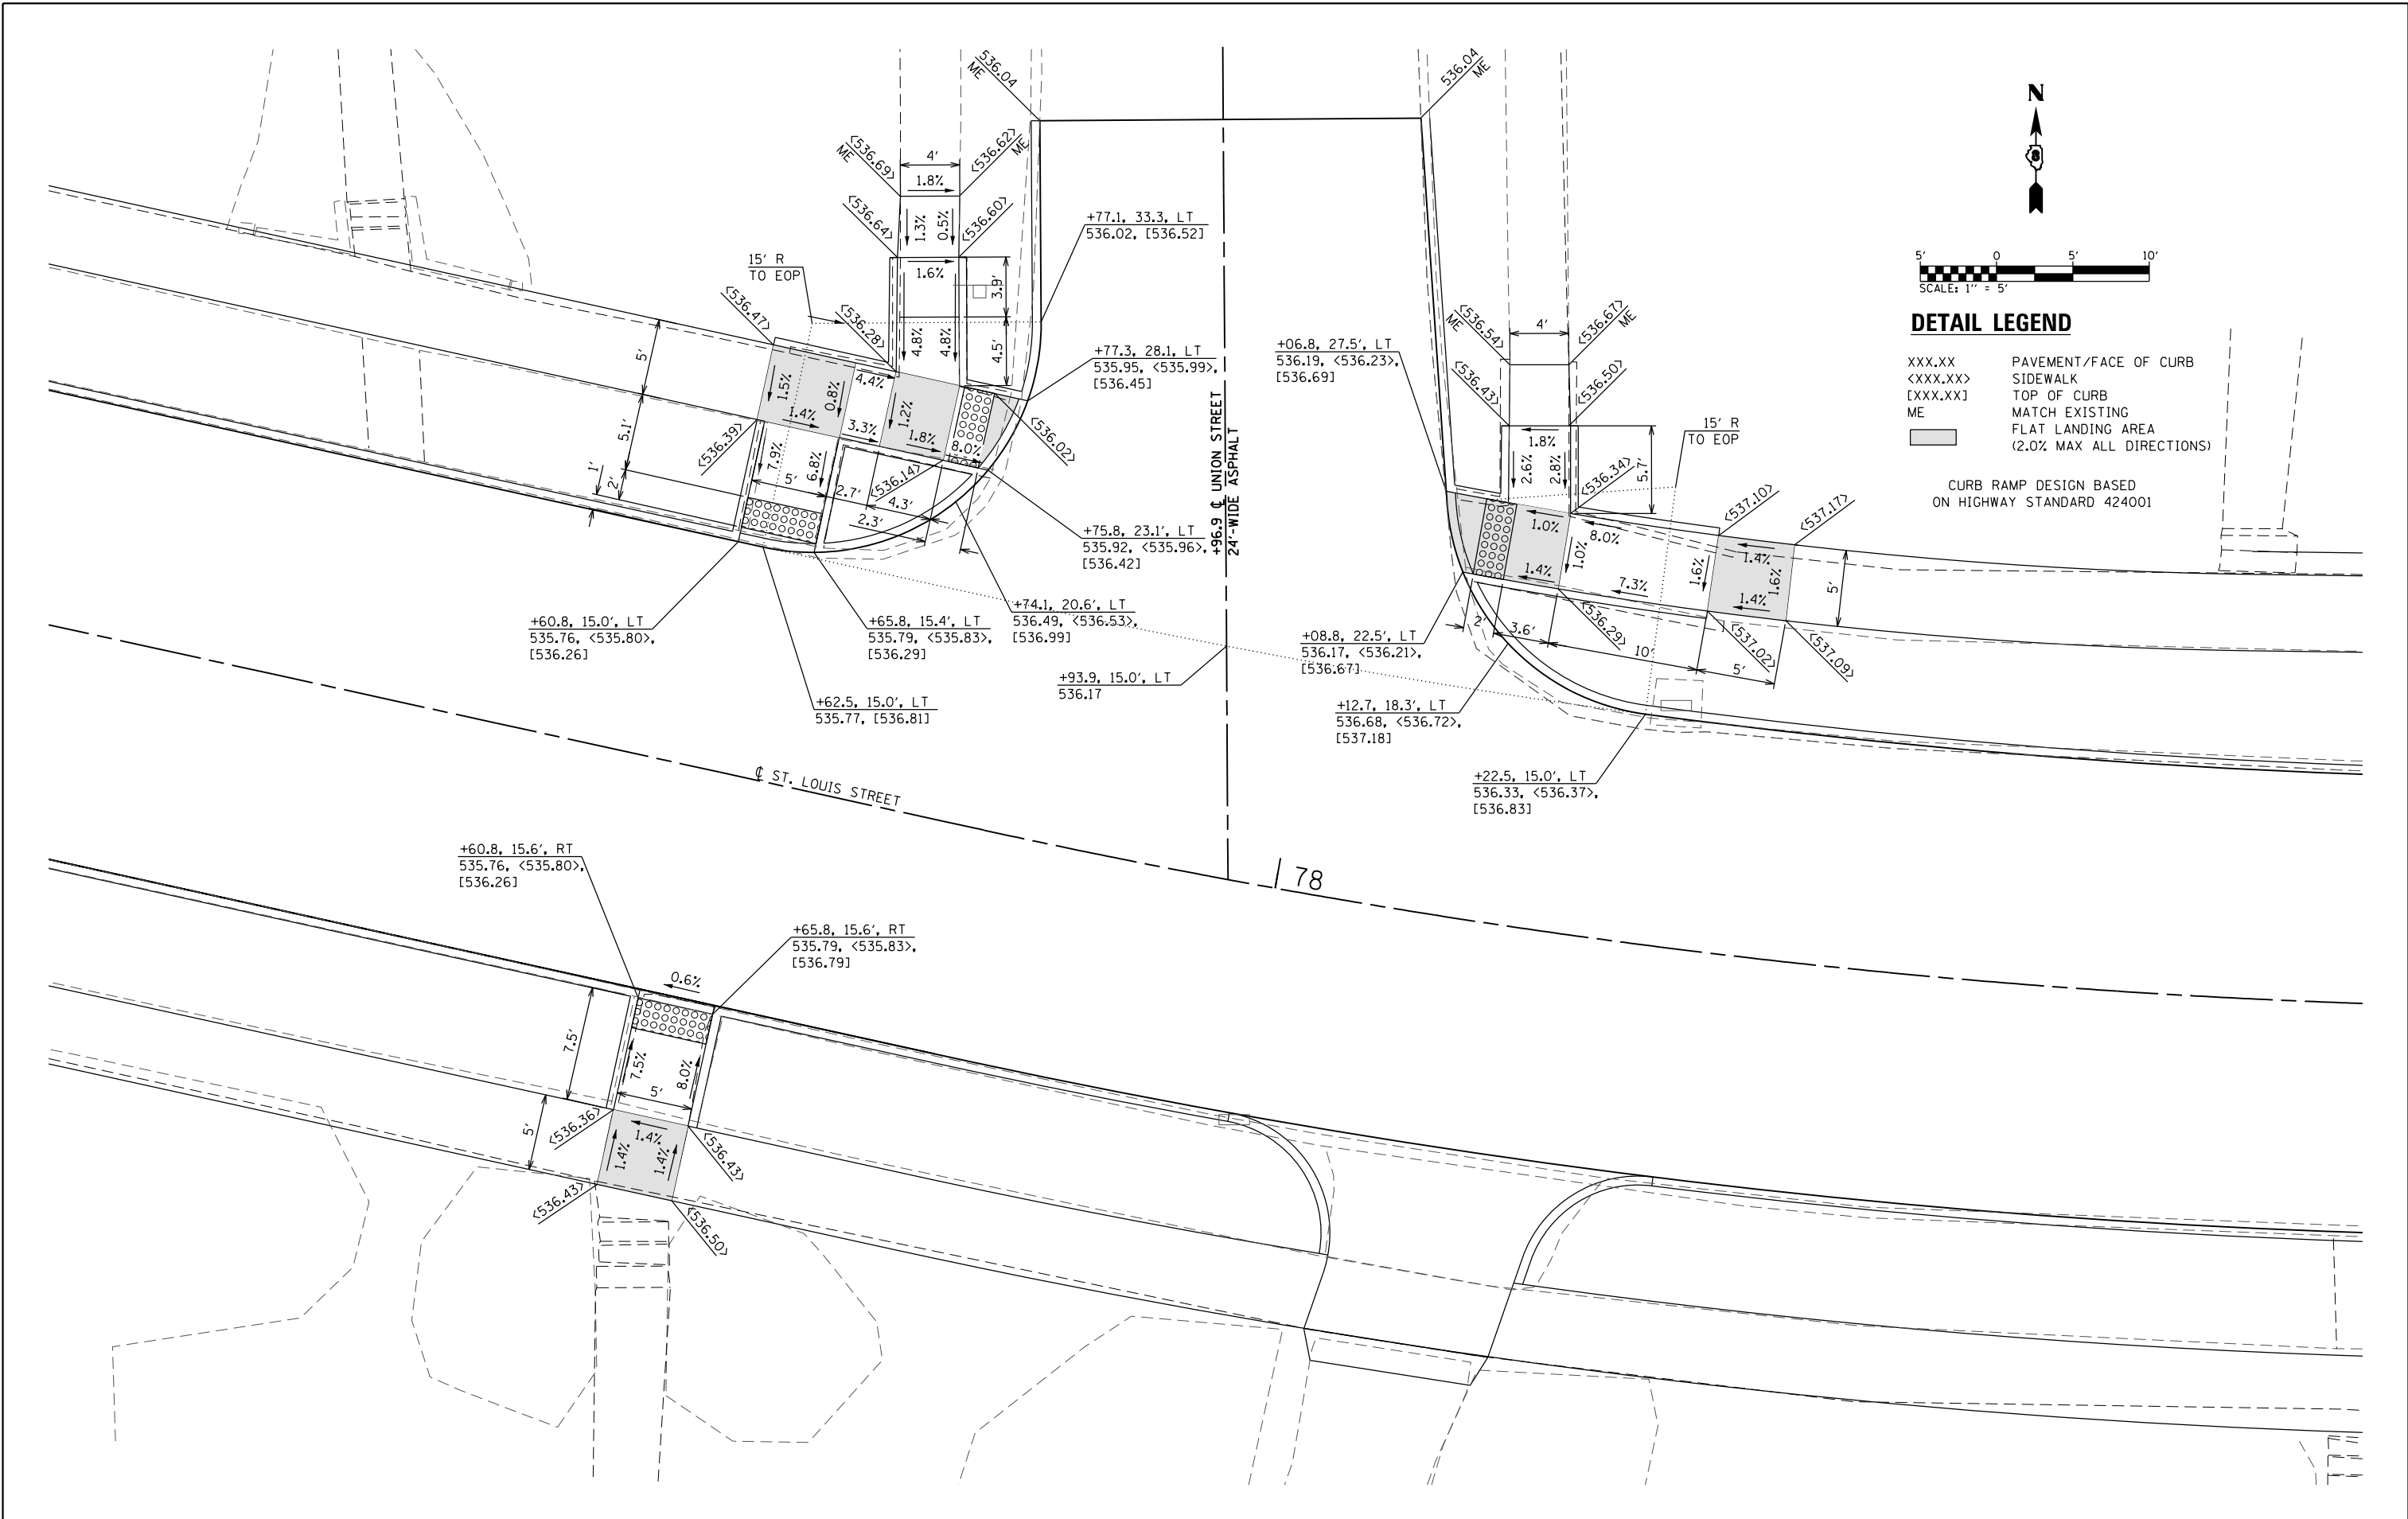 536.04
ME
536.04
ME
N
<536.69>
ME
4'
<536.62>
ME
1.8%
<536.64>
1.3%
0.5%
<536.60>
+77.1, 33.3, LT
536.02, [536.52]
15' R
TO EOP
1.6%
3.9'
5' 0 5' 10'
SCALE: 1" = 5'
DETAIL LEGEND
XXX.XX PAVEMENT/FACE OF CURB
<XXX.XX> SIDEWALK
[XXX.XX] TOP OF CURB
ME MATCH EXISTING
FLAT LANDING AREA
(2.0% MAX ALL DIRECTIONS)
CURB RAMP DESIGN BASED
ON HIGHWAY STANDARD 424001
<536.47>
<536.28>
4.8%
4.8%
4.5'
5'
+77.3, 28.1, LT
535.95, <535.99>,
[536.45]
1.5%
0.8%
4.4%
1.2%
1.4%
3.3%
1.8%
8.0%
<536.02>
5.1'
<536.39>
7.9%
6.8%
5'
1'
2'
2.7'
<536.14>
4.3'
2.3'
+75.8, 23.1', LT
535.92, <535.96>,
[536.42]
+96.9 ℄ UNION STREET
24'-WIDE ASPHALT
+06.8, 27.5', LT
536.19, <536.23>,
[536.69]
<536.54>
ME
4'
<536.67>
ME
<536.43>
<536.50>
1.8%
2.6%
2.8%
5.7'
<536.34>
15' R
TO EOP
<537.10>
<537.17>
1.0%
8.0%
1.0%
1.4%
7.3%
1.4%
1.6%
1.6%
1.4%
5'
2'
3.6'
<536.29>
10'
<537.02>
5'
<537.09>
+60.8, 15.0', LT
535.76, <535.80>,
[536.26]
+65.8, 15.4', LT
535.79, <535.83>,
[536.29]
+74.1, 20.6', LT
536.49, <536.53>,
[536.99]
+62.5, 15.0', LT
535.77, [536.81]
+93.9, 15.0', LT
536.17
+08.8, 22.5', LT
536.17, <536.21>,
[536.67]
+12.7, 18.3', LT
536.68, <536.72>,
[537.18]
+22.5, 15.0', LT
536.33, <536.37>,
[536.83]
℄ ST. LOUIS STREET
78
+60.8, 15.6', RT
535.76, <535.80>,
[536.26]
+65.8, 15.6', RT
535.79, <535.83>,
[536.79]
0.6%
7.5'
7.5%
8.0%
5'
5'
<536.36>
1.4%
1.4%
1.4%
<536.43>
<536.43>
<536.50>